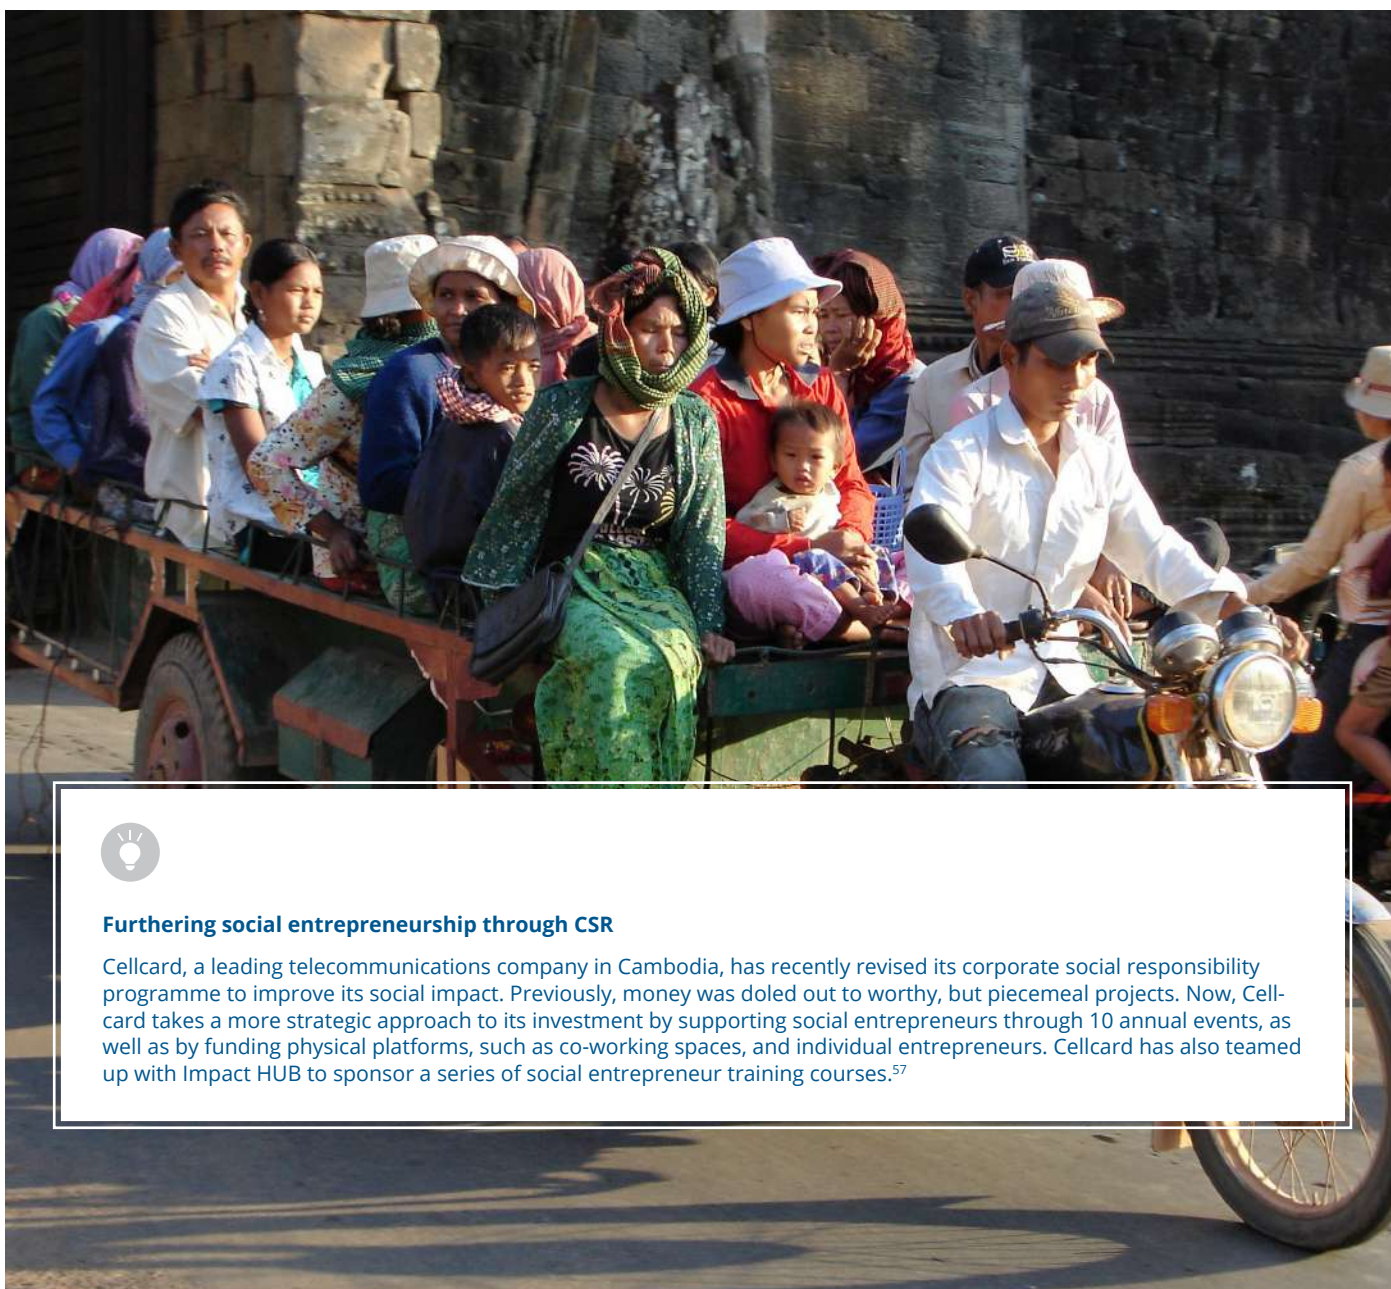 Furthering social entrepreneurship through CSR
Cellcard, a leading telecommunications company in Cambodia, has recently revised its corporate social responsibility
programme to improve its social impact. Previously, money was doled out to worthy, but piecemeal projects. Now, Cell-
card takes a more strategic approach to its investment by supporting social entrepreneurs through 10 annual events, as
well as by funding physical platforms, such as co-working spaces, and individual entrepreneurs. Cellcard has also teamed
up with Impact HUB to sponsor a series of social entrepreneur training courses.57